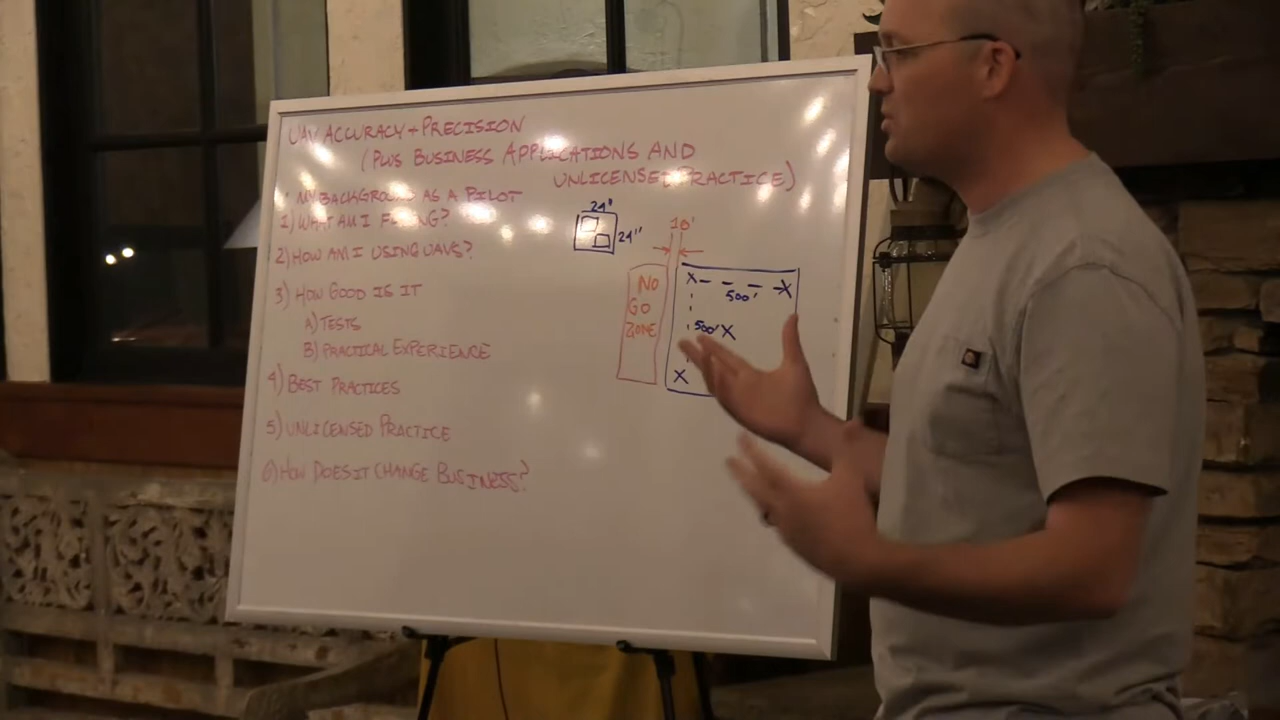 UAV ACCURACY + PRECISION
(PLUS BUSINESS APPLICATIONS AND
UNLICENSED PRACTICE)
• MY BACKGROUND AS A PILOT
1) WHAT AM I FLYING?
2) HOW AM I USING UAVS?
3) HOW GOOD IS IT
A) TESTS
B) PRACTICAL EXPERIENCE
4) BEST PRACTICES
5) UNLICENSED PRACTICE
6) HOW DOES IT CHANGE BUSINESS?
24"
24"
10'
NO
GO
ZONE
X - - - X
500'
500' X
X